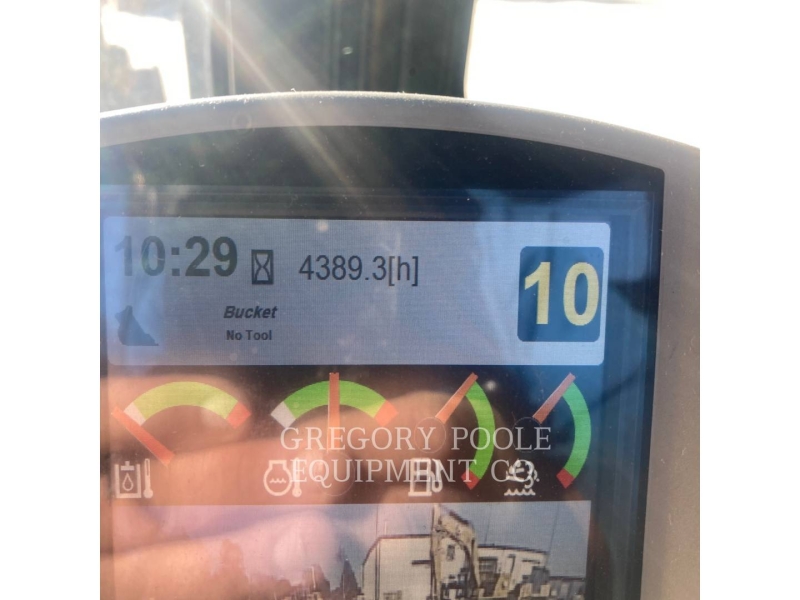 10:29 4389.3[h] 10
Bucket
No Tool
GREGORY POOLE
EQUIPMENT CO.